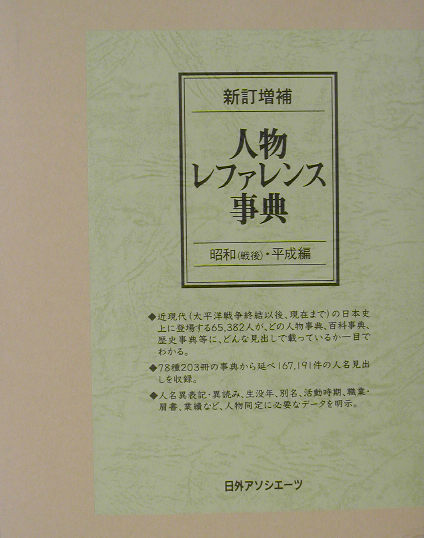 新訂増補
人物
レファレンス
事典
昭和(戦後)・平成編
◆近現代(太平洋戦争終結以後、現在まで)の日本史
上に登場する65,382人が、どの人物事典、百科事典、
歴史事典等に、どんな見出しで載っているか一目で
わかる。
◆78種203冊の事典から延べ167,191件の人名見出
しを収録。
◆人名異表記・異読み、生没年、別名、活動時期、職業・
肩書、業績など、人物同定に必要なデータを明示。
日外アソシエーツ